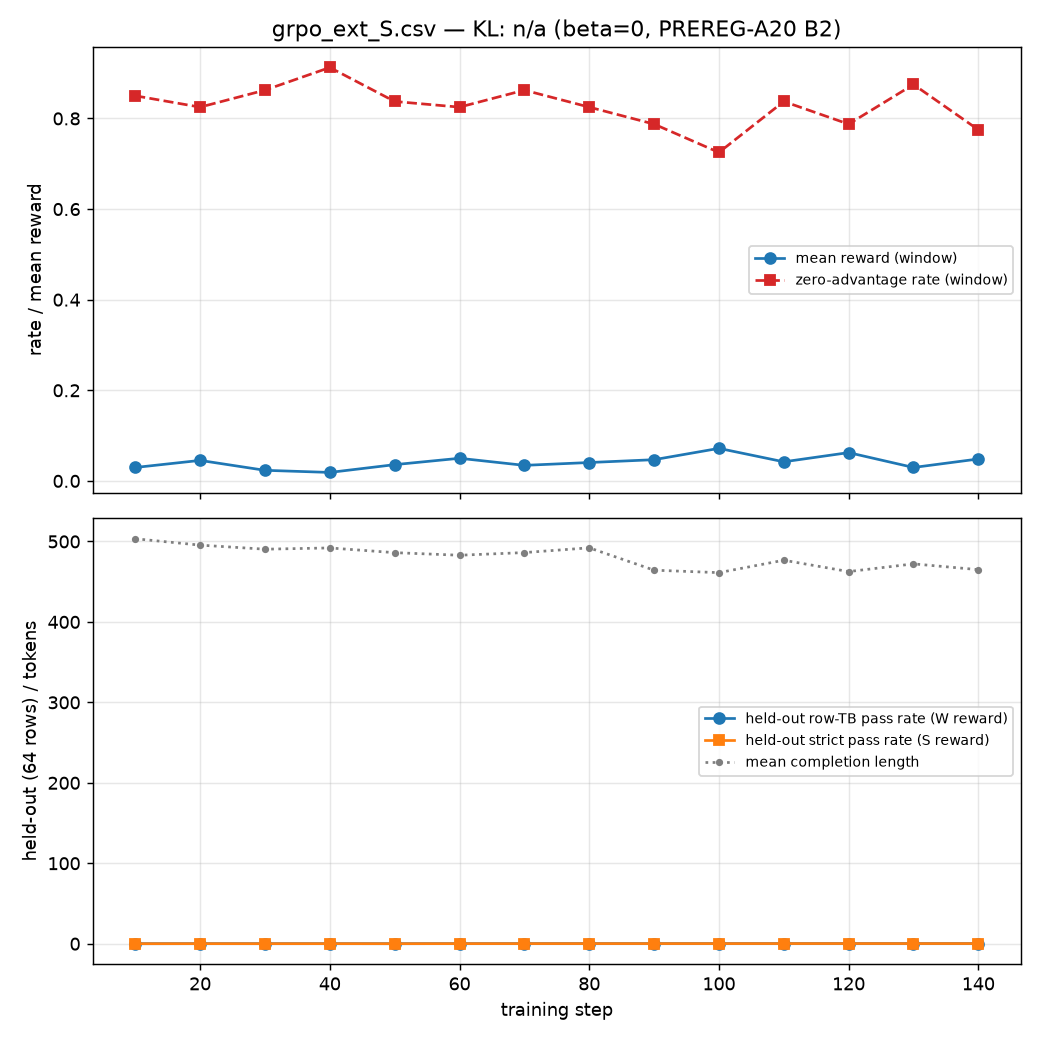 grpo_ext_S.csv — KL: n/a (beta=0, PREREG-A20 B2)
rate / mean reward
0.8
0.6
0.4
0.2
0.0
mean reward (window)
zero-advantage rate (window)
held-out (64 rows) / tokens
500
400
300
200
100
0
held-out row-TB pass rate (W reward)
held-out strict pass rate (S reward)
mean completion length
20 40 60 80 100 120 140
training step